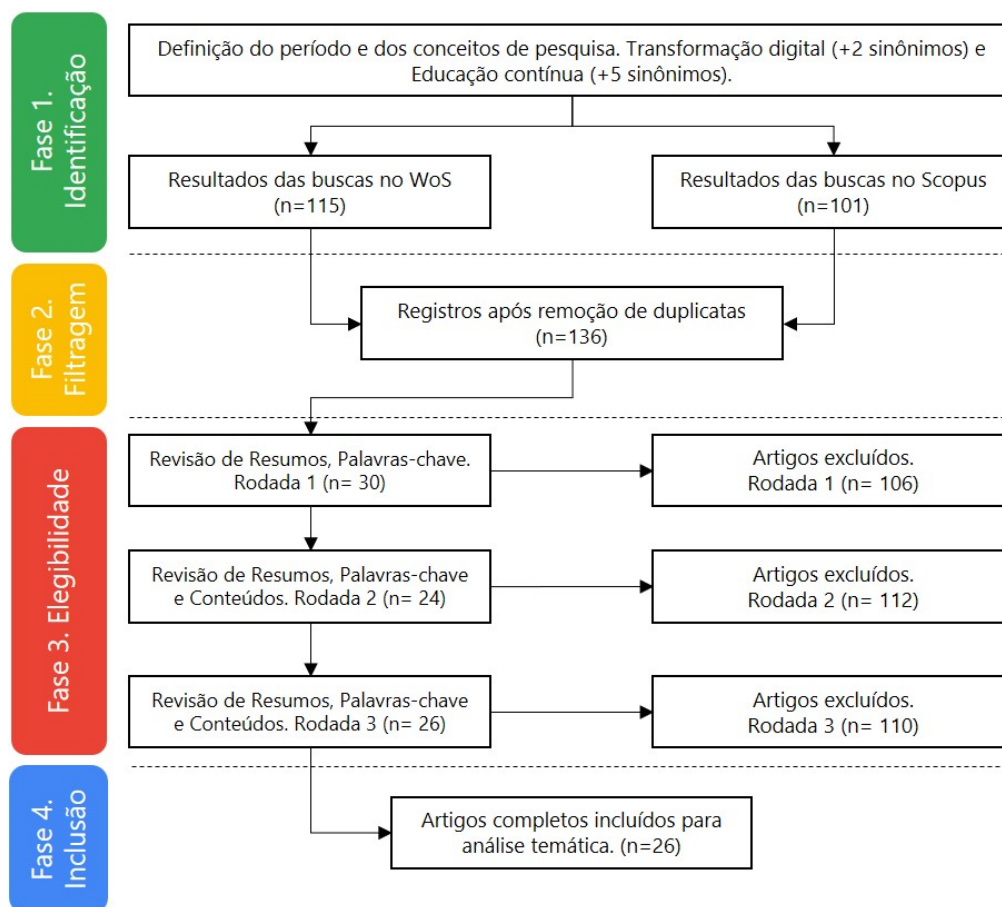 Fase 1.
Identificação
Definição do período e dos conceitos de pesquisa. Transformação digital (+2 sinônimos) e
Educação contínua (+5 sinônimos).
Resultados das buscas no WoS
(n=115)
Resultados das buscas no Scopus
(n=101)
Fase 2.
Filtragem
Registros após remoção de duplicatas
(n=136)
Fase 3. Elegibilidade
Revisão de Resumos, Palavras-chave.
Rodada 1 (n= 30)
Artigos excluídos.
Rodada 1 (n= 106)
Revisão de Resumos, Palavras-chave
e Conteúdos. Rodada 2 (n= 24)
Artigos excluídos.
Rodada 2 (n= 112)
Revisão de Resumos, Palavras-chave
e Conteúdos. Rodada 3 (n= 26)
Artigos excluídos.
Rodada 3 (n= 110)
Fase 4.
Inclusão
Artigos completos incluídos para
análise temática. (n=26)